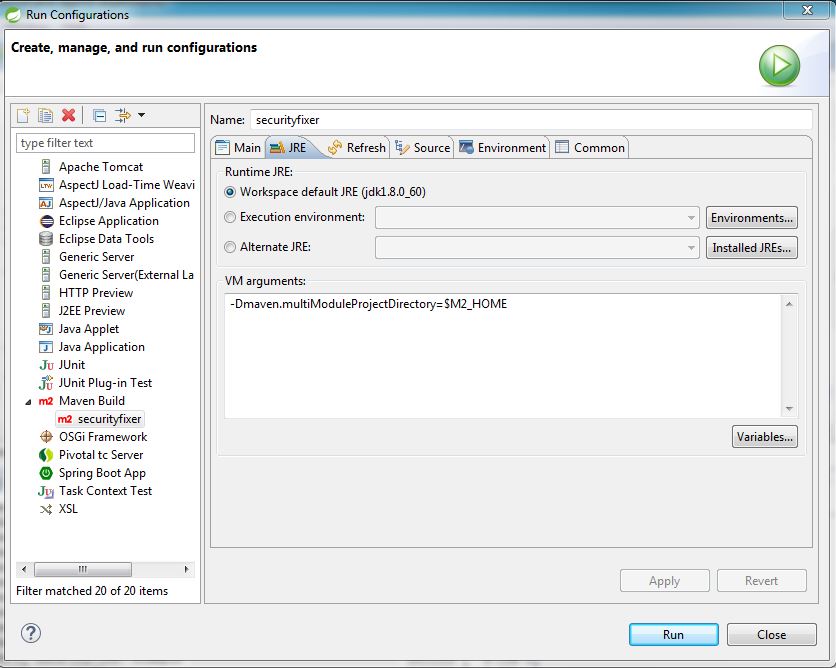 Run Configurations
Create, manage, and run configurations
type filter text
Apache Tomcat
AspectJ Load-Time Weavi
AspectJ/Java Application
Eclipse Application
Eclipse Data Tools
Generic Server
Generic Server(External La
HTTP Preview
J2EE Preview
Java Applet
Java Application
JUnit
JUnit Plug-in Test
Maven Build
m2 securityfixer
OSGi Framework
Pivotal tc Server
Spring Boot App
Task Context Test
XSL
Filter matched 20 of 20 items
Name: securityfixer
Main JRE Refresh Source Environment Common
Runtime JRE:
Workspace default JRE (jdk1.8.0_60)
Execution environment: Environments...
Alternate JRE: Installed JREs...
VM arguments:
-Dmaven.multiModuleProjectDirectory=$M2_HOME
Variables...
Apply Revert
Run Close